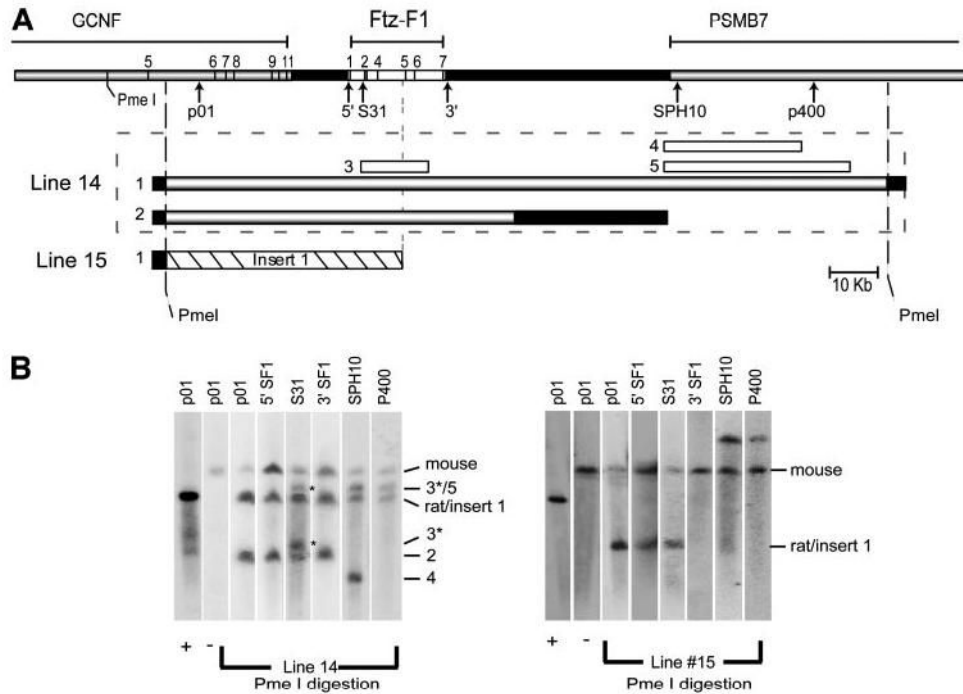 A
GCNF Ftz-F1 PSMB7
5 6 7 8 9 11 1 2 4 5 6 7
Pme I p01 5' S31 3' SPH10 p400
4
3 5
Line 14 1
2
Line 15 1 Insert 1
10 Kb
PmeI PmeI
B
p01 p01 p01 5' SF1 S31 3' SF1 SPH10 P400
p01 p01 p01 5' SF1 S31 3' SF1 SPH10 P400
mouse
3*/5
*
rat/insert 1
3*
*
2
4
mouse
rat/insert 1
+ - Line 14
Pme I digestion
+ - Line #15
Pme I digestion